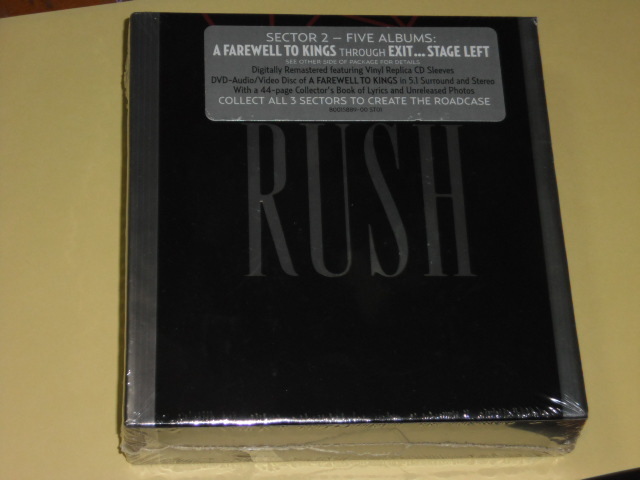 SECTOR 2 – FIVE ALBUMS:
A FAREWELL TO KINGS THROUGH EXIT... STAGE LEFT
SEE OTHER SIDE OF PACKAGE FOR DETAILS
Digitally Remastered featuring Vinyl Replica CD Sleeves
DVD-Audio/Video Disc of A FAREWELL TO KINGS in 5.1 Surround and Stereo
With a 44-page Collector's Book of Lyrics and Unreleased Photos
COLLECT ALL 3 SECTORS TO CREATE THE ROADCASE
RUSH